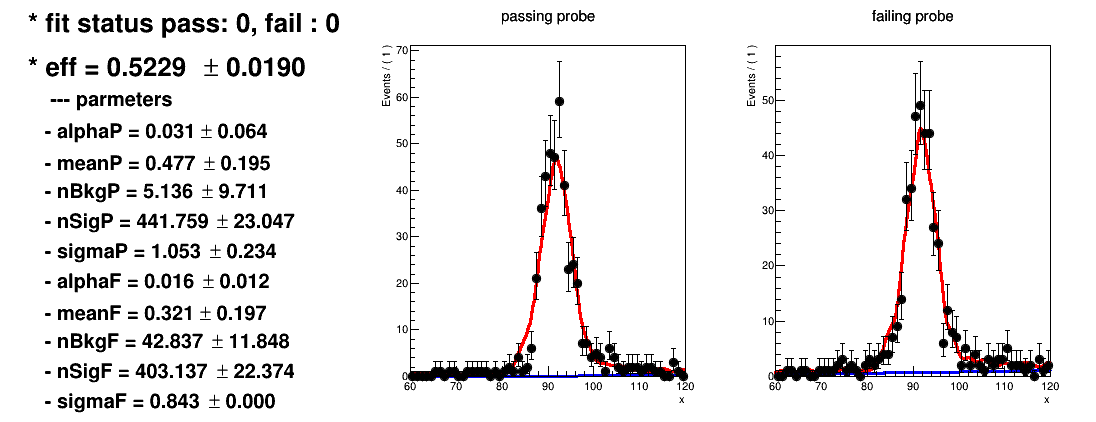 * fit status pass: 0, fail : 0
* eff = 0.5229 ± 0.0190
--- parmeters
- alphaP = 0.031 ± 0.064
- meanP = 0.477 ± 0.195
- nBkgP = 5.136 ± 9.711
- nSigP = 441.759 ± 23.047
- sigmaP = 1.053 ± 0.234
- alphaF = 0.016 ± 0.012
- meanF = 0.321 ± 0.197
- nBkgF = 42.837 ± 11.848
- nSigF = 403.137 ± 22.374
- sigmaF = 0.843 ± 0.000
passing probe
Events / ( 1 )
70
60
50
40
30
20
10
0
60 70 80 90 100 110 120
x
failing probe
Events / ( 1 )
50
40
30
20
10
0
60 70 80 90 100 110 120
x